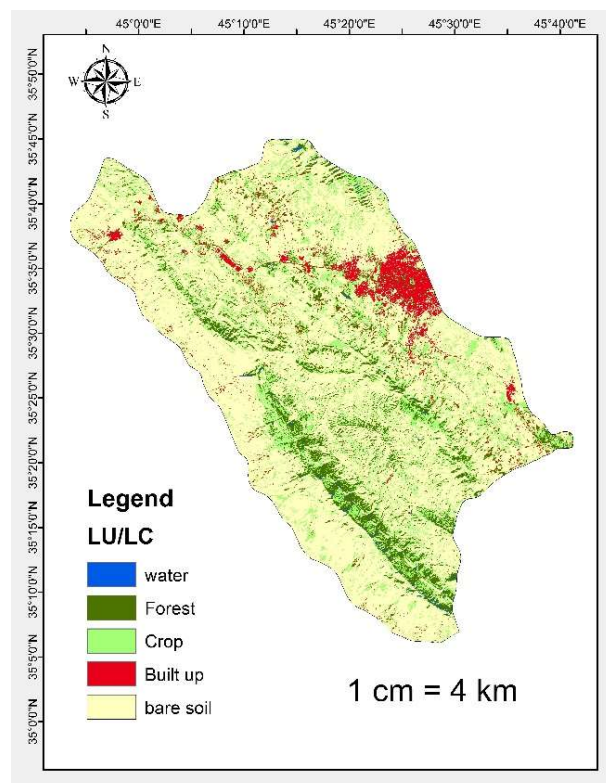 45°0'0"E 45°10'0"E 45°20'0"E 45°30'0"E 45°40'0"E
N
W E
S
35°50'0"N
35°45'0"N
35°40'0"N
35°35'0"N
35°30'0"N
35°25'0"N
35°20'0"N
35°15'0"N
35°10'0"N
35°5'0"N
35°0'0"N
Legend
LU/LC
water
Forest
Crop
Built up
bare soil
1 cm = 4 km